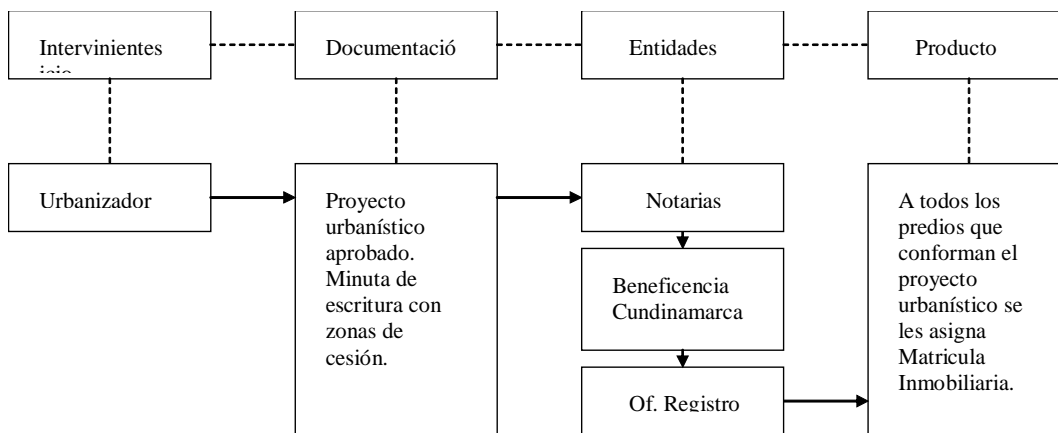 Intervinientes
Documentació
Entidades
Producto
Urbanizador
Proyecto
urbanístico
aprobado.
Minuta de
escritura con
zonas de
cesión.
Notarias
Beneficencia
Cundinamarca
Of. Registro
A todos los
predios que
conforman el
proyecto
urbanístico se
les asigna
Matricula
Inmobiliaria.